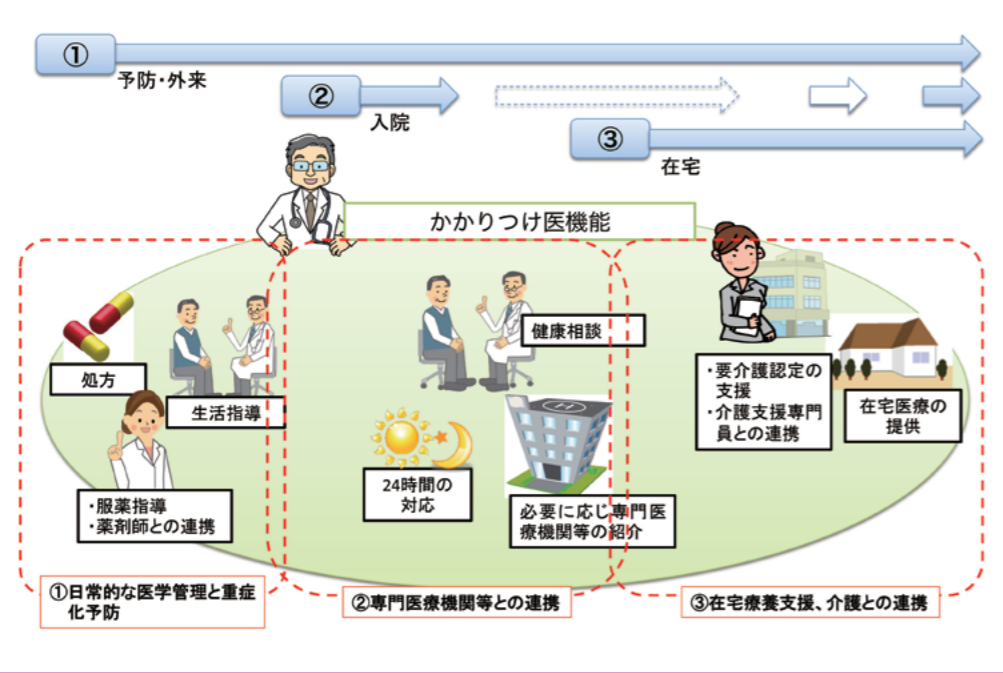 ①
予防・外来
②
入院
③
在宅
かかりつけ医機能
処方
生活指導
・服薬指導
・薬剤師との連携
健康相談
24時間の
対応
H
必要に応じ専門医
療機関等の紹介
・要介護認定の
支援
・介護支援専門
員との連携
在宅医療の
提供
①日常的な医学管理と重症
化予防
②専門医療機関等との連携
③在宅療養支援、介護との連携